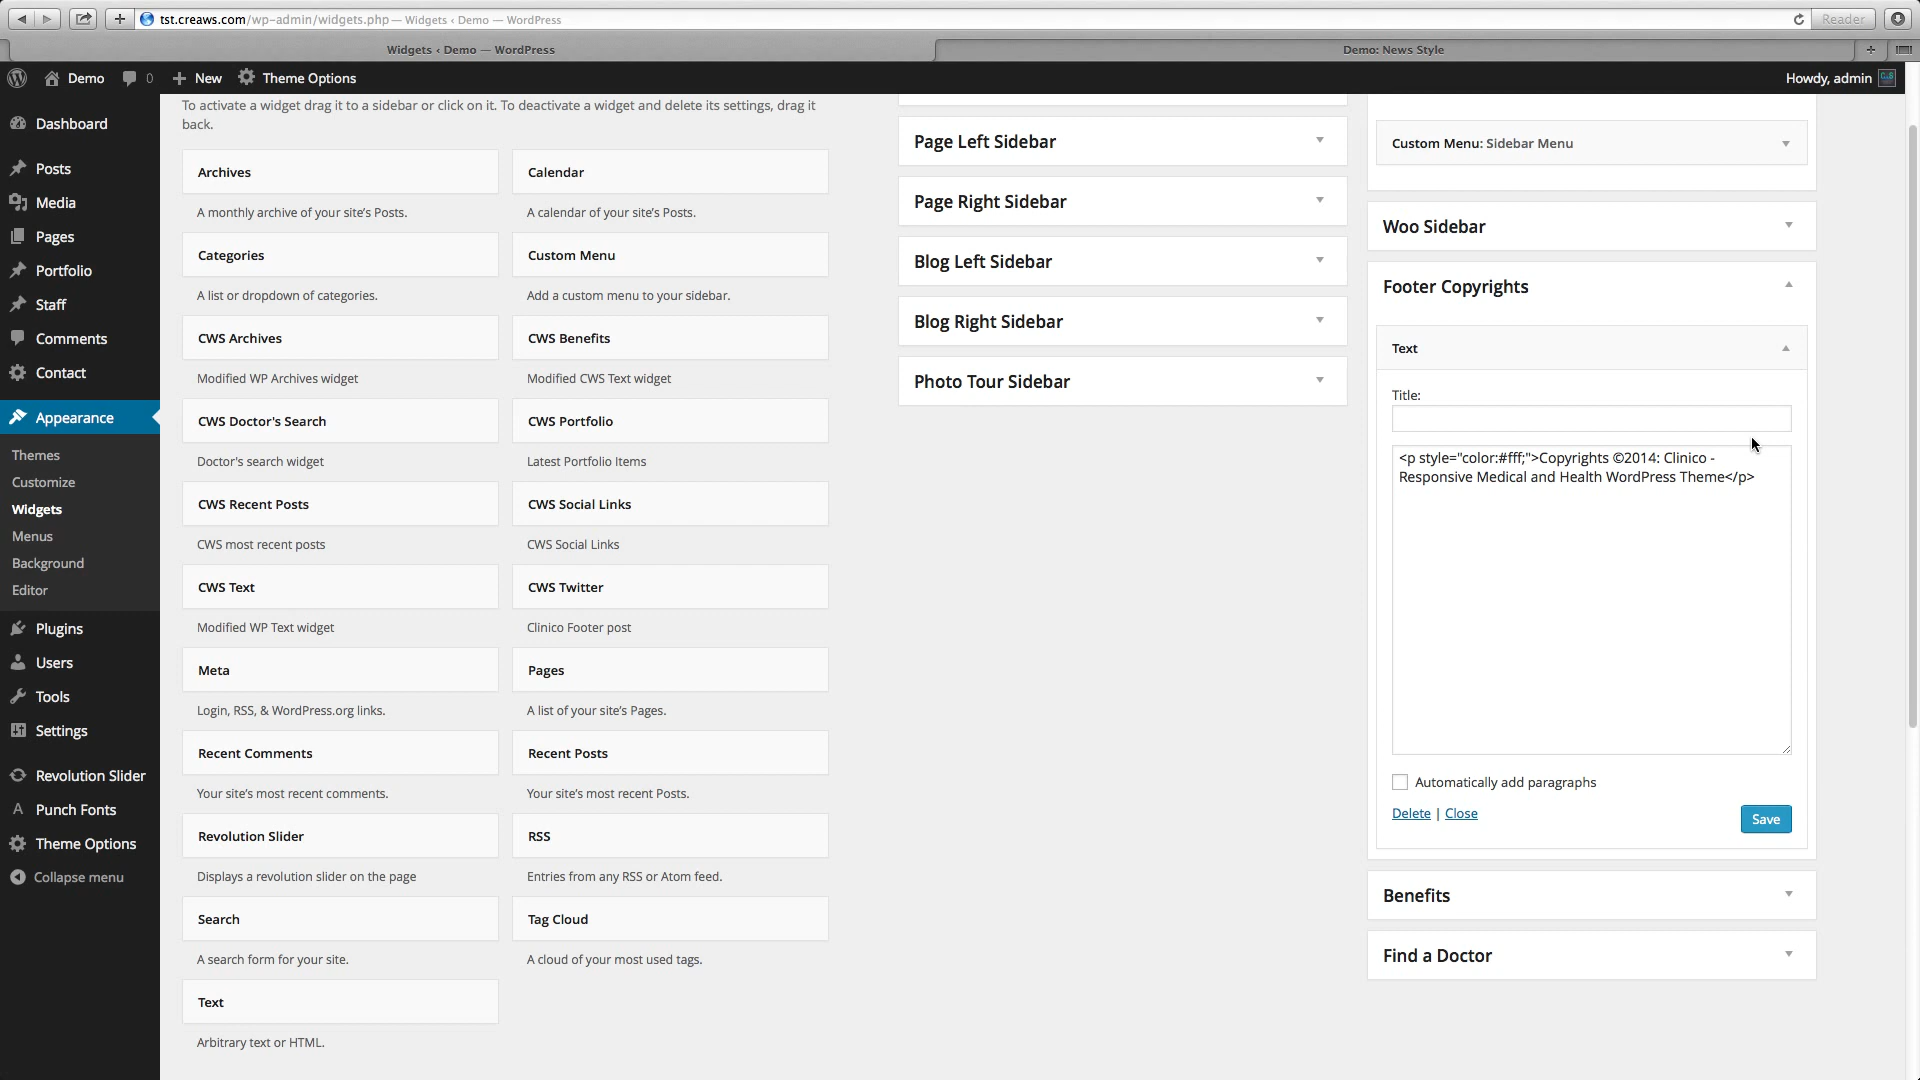 tst.creaws.com/wp-admin/widgets.php — Widgets ‹ Demo — WordPress
Reader
Widgets ‹ Demo — WordPress
Demo: News Style
Demo
0
New
Theme Options
Howdy, admin
Dashboard
Posts
Media
Pages
Portfolio
Staff
Comments
Contact
Appearance
Themes
Customize
Widgets
Menus
Background
Editor
Plugins
Users
Tools
Settings
Revolution Slider
Punch Fonts
Theme Options
Collapse menu
To activate a widget drag it to a sidebar or click on it. To deactivate a widget and delete its settings, drag it
back.
Archives
Calendar
A monthly archive of your site's Posts.
A calendar of your site's Posts.
Categories
Custom Menu
A list or dropdown of categories.
Add a custom menu to your sidebar.
CWS Archives
CWS Benefits
Modified WP Archives widget
Modified CWS Text widget
CWS Doctor's Search
CWS Portfolio
Doctor's search widget
Latest Portfolio Items
CWS Recent Posts
CWS Social Links
CWS most recent posts
CWS Social Links
CWS Text
CWS Twitter
Modified WP Text widget
Clinico Footer post
Meta
Pages
Login, RSS, & WordPress.org links.
A list of your site's Pages.
Recent Comments
Recent Posts
Your site's most recent comments.
Your site's most recent Posts.
Revolution Slider
RSS
Displays a revolution slider on the page
Entries from any RSS or Atom feed.
Search
Tag Cloud
A search form for your site.
A cloud of your most used tags.
Text
Arbitrary text or HTML.
Page Left Sidebar
Page Right Sidebar
Blog Left Sidebar
Blog Right Sidebar
Photo Tour Sidebar
Custom Menu: Sidebar Menu
Woo Sidebar
Footer Copyrights
Text
Title:
<p style="color:#fff;">Copyrights ©2014: Clinico -
Responsive Medical and Health WordPress Theme</p>
Automatically add paragraphs
Delete | Close
Save
Benefits
Find a Doctor